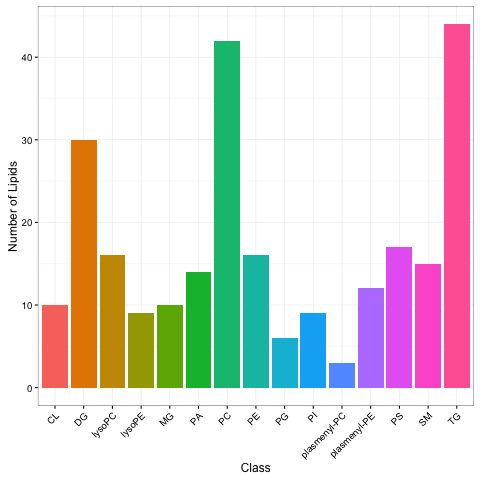 Number of Lipids
40
30
20
10
0
CL
DG
lysoPC
lysoPE
MG
PA
PC
PE
PG
PI
plasmenyl-PC
plasmenyl-PE
PS
SM
TG
Class